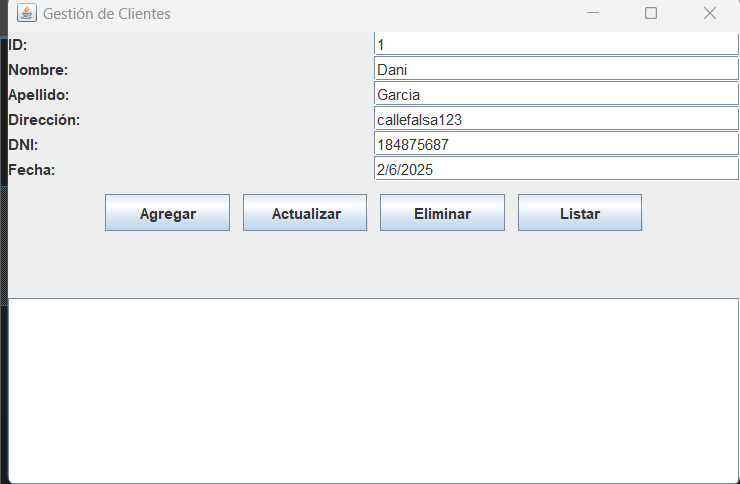 Gestión de Clientes
ID: 1
Nombre: Dani
Apellido: Garcia
Dirección: callefalsa123
DNI: 184875687
Fecha: 2/6/2025
Agregar Actualizar Eliminar Listar